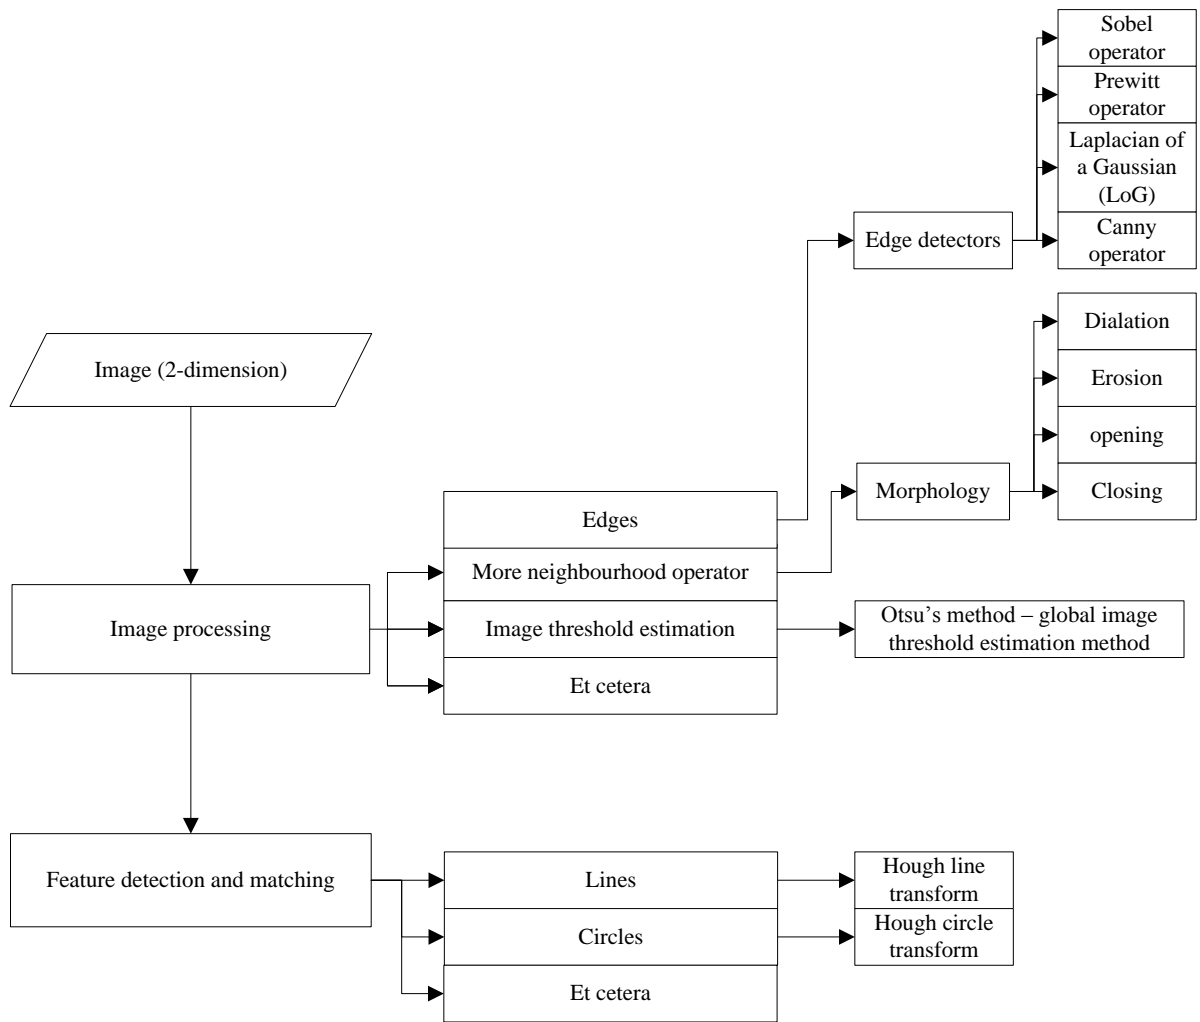 Sobel
operator
Prewitt
operator
Laplacian of
a Gaussian
(LoG)
Canny
operator
Edge detectors
Dialation
Erosion
opening
Closing
Morphology
Image (2-dimension)
Edges
More neighbourhood operator
Image threshold estimation
Et cetera
Image processing
Otsu’s method – global image
threshold estimation method
Feature detection and matching
Lines
Circles
Et cetera
Hough line
transform
Hough circle
transform